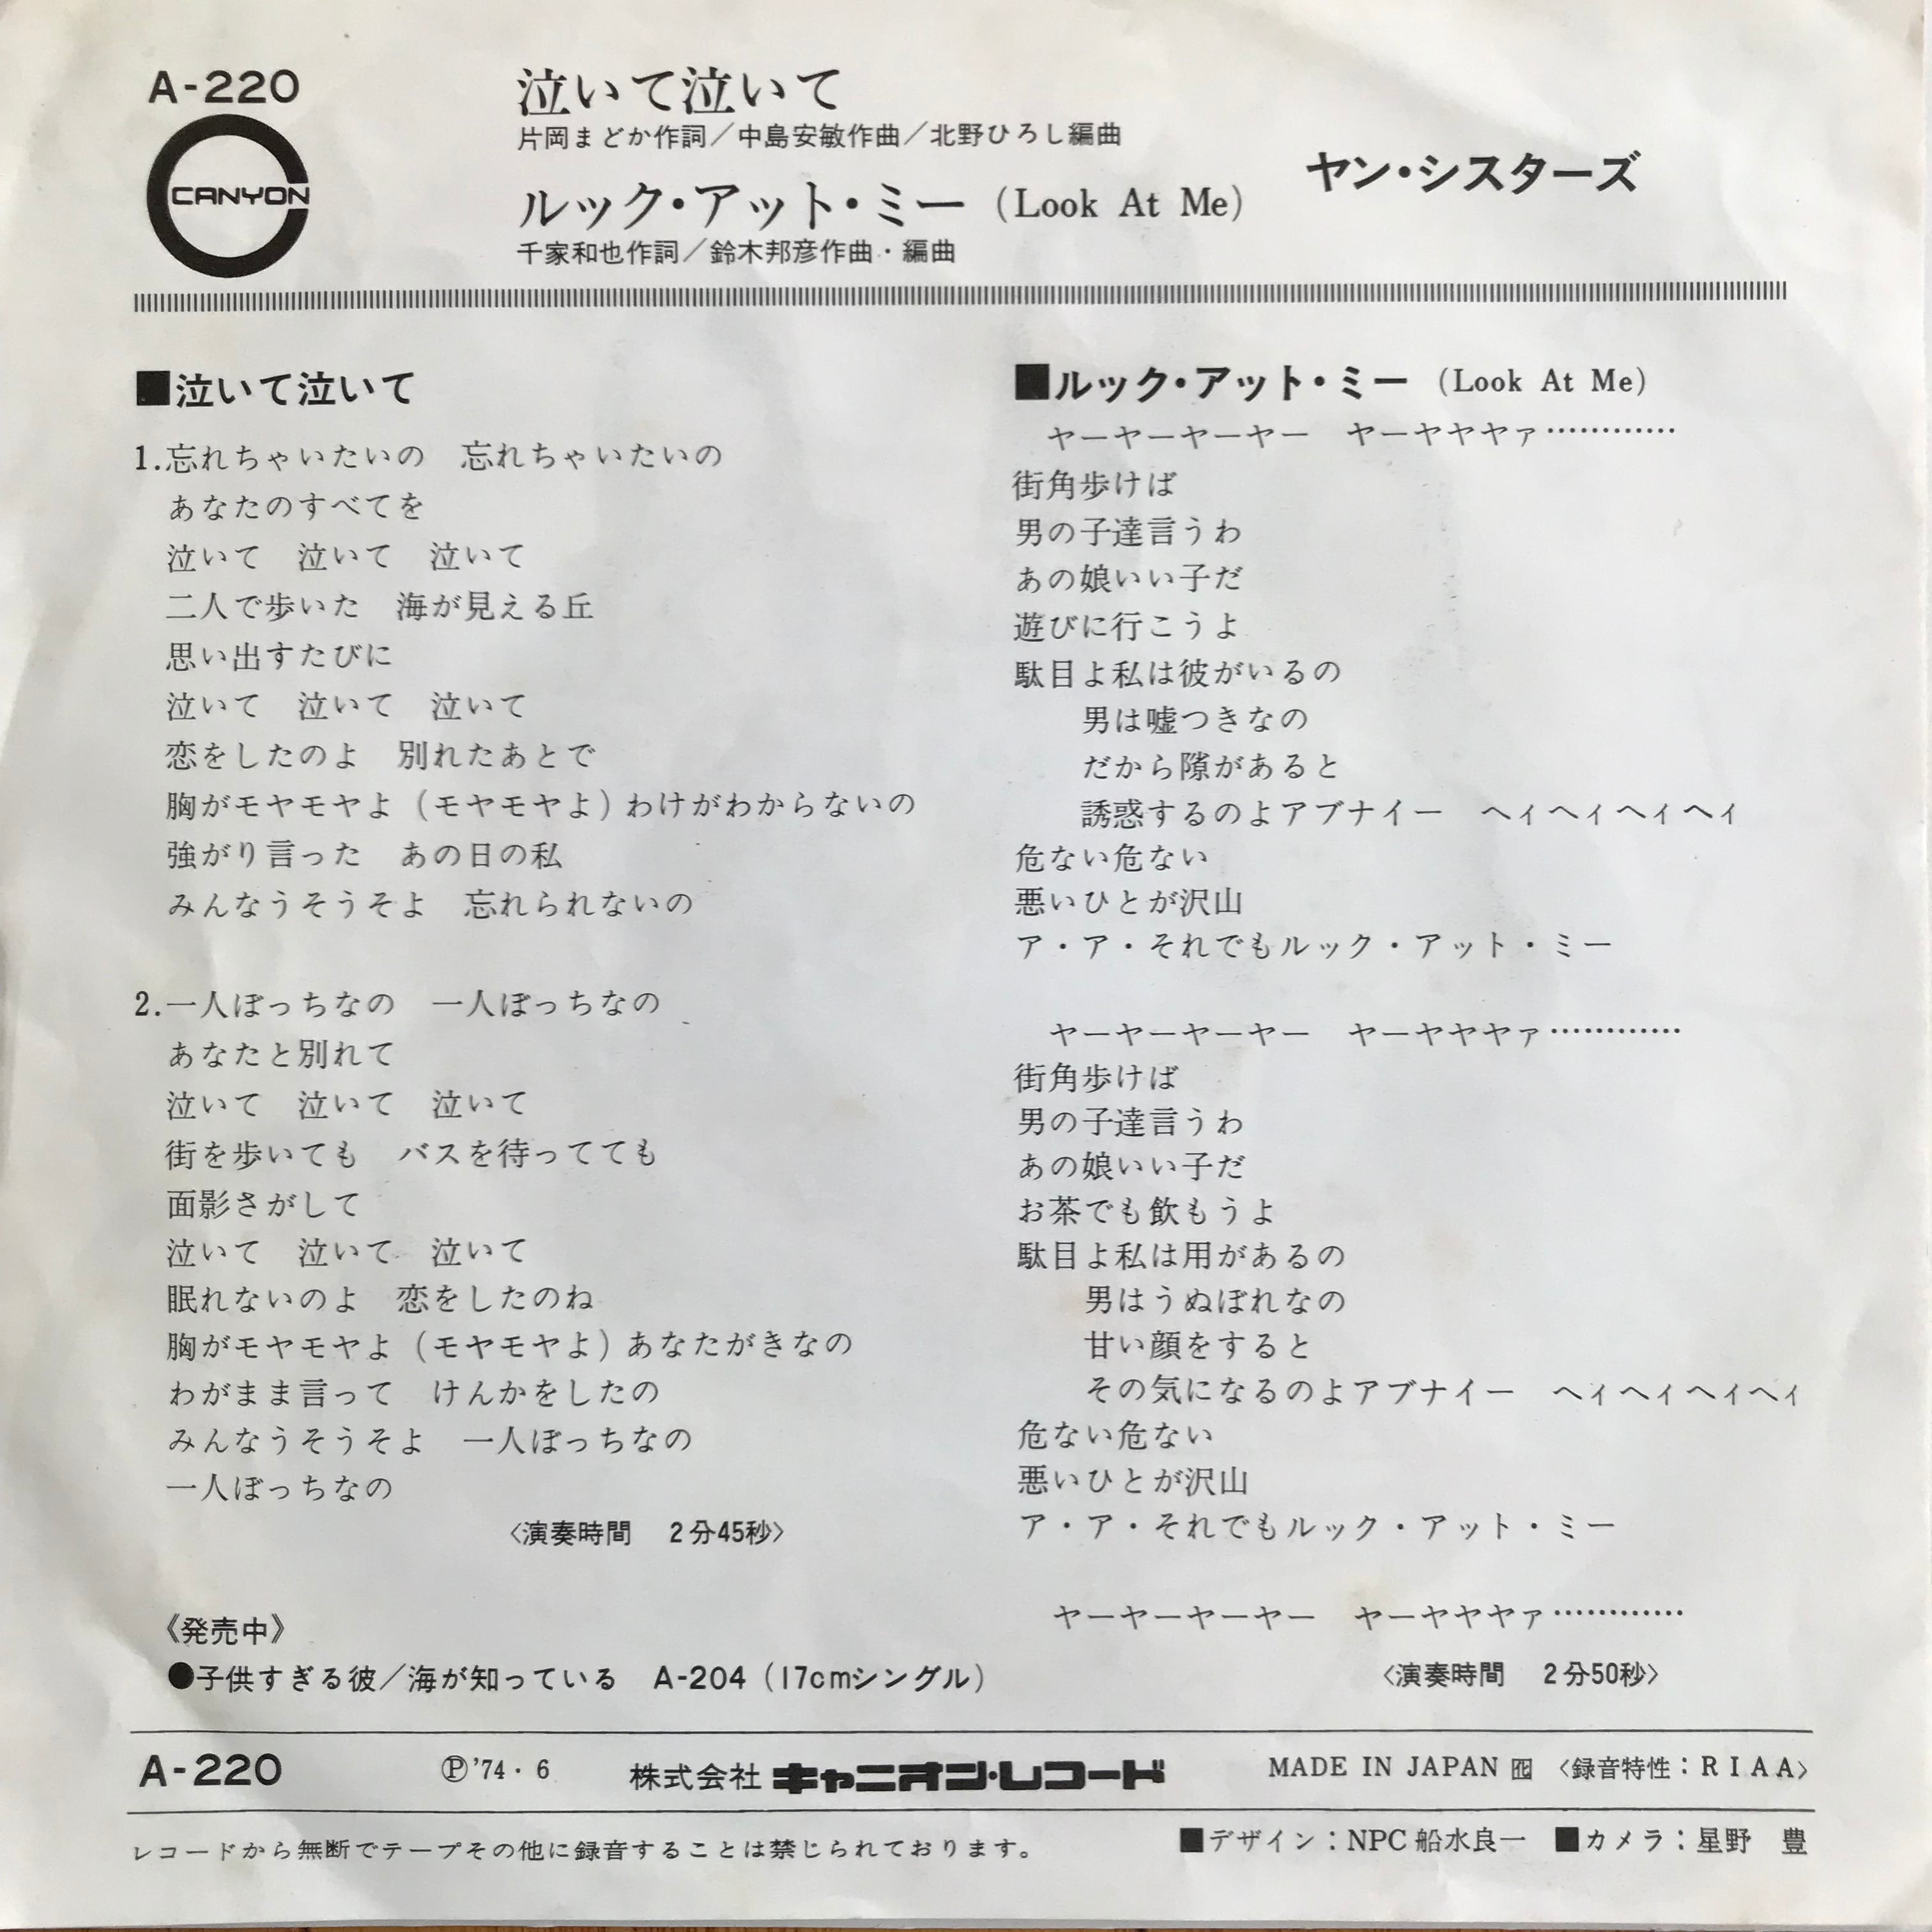 A-220
CANYON
泣いて泣いて
片岡まどか作詞／中島安敏作曲／北野ひろし編曲
ルック・アット・ミー (Look At Me)
千家和也作詞／鈴木邦彦作曲・編曲
ヤン・シスターズ
■泣いて泣いて
1.忘れちゃいたいの　忘れちゃいたいの
あなたのすべてを
泣いて　泣いて　泣いて
二人で歩いた　海が見える丘
思い出すたびに
泣いて　泣いて　泣いて
恋をしたのよ　別れたあとで
胸がモヤモヤよ（モヤモヤよ）わけがわからないの
強がり言った　あの日の私
みんなうそうそよ　忘れられないの
2.一人ぼっちなの　一人ぼっちなの
あなたと別れて
泣いて　泣いて　泣いて
街を歩いても　バスを待ってても
面影さがして
泣いて　泣いて　泣いて
眠れないのよ　恋をしたのね
胸がモヤモヤよ（モヤモヤよ）あなたがきなの
わがまま言って　けんかをしたの
みんなうそうそよ　一人ぼっちなの
一人ぼっちなの
〈演奏時間　2分45秒〉
《発売中》
●子供すぎる彼／海が知っている　A-204（17cmシングル）
■ルック・アット・ミー (Look At Me)
ヤーヤーヤーヤー　ヤーヤヤヤァ…………
街角歩けば
男の子達言うわ
あの娘いい子だ
遊びに行こうよ
駄目よ私は彼がいるの
男は嘘つきなの
だから隙があると
誘惑するのよアブナイー　ヘィヘィヘィヘィ
危ない危ない
悪いひとが沢山
ア・ア・それでもルック・アット・ミー
ヤーヤーヤーヤー　ヤーヤヤヤァ…………
街角歩けば
男の子達言うわ
あの娘いい子だ
お茶でも飲もうよ
駄目よ私は用があるの
男はうぬぼれなの
甘い顔をすると
その気になるのよアブナイー　ヘィヘィヘィヘィ
危ない危ない
悪いひとが沢山
ア・ア・それでもルック・アット・ミー
ヤーヤーヤーヤー　ヤーヤヤヤァ…………
〈演奏時間　2分50秒〉
A-220　Ⓟ'74・6　株式会社キャニオン・レコード　MADE IN JAPAN　〈録音特性：RIAA〉
レコードから無断でテープその他に録音することは禁じられております。
■デザイン：NPC 船水良一　■カメラ：星野　豊